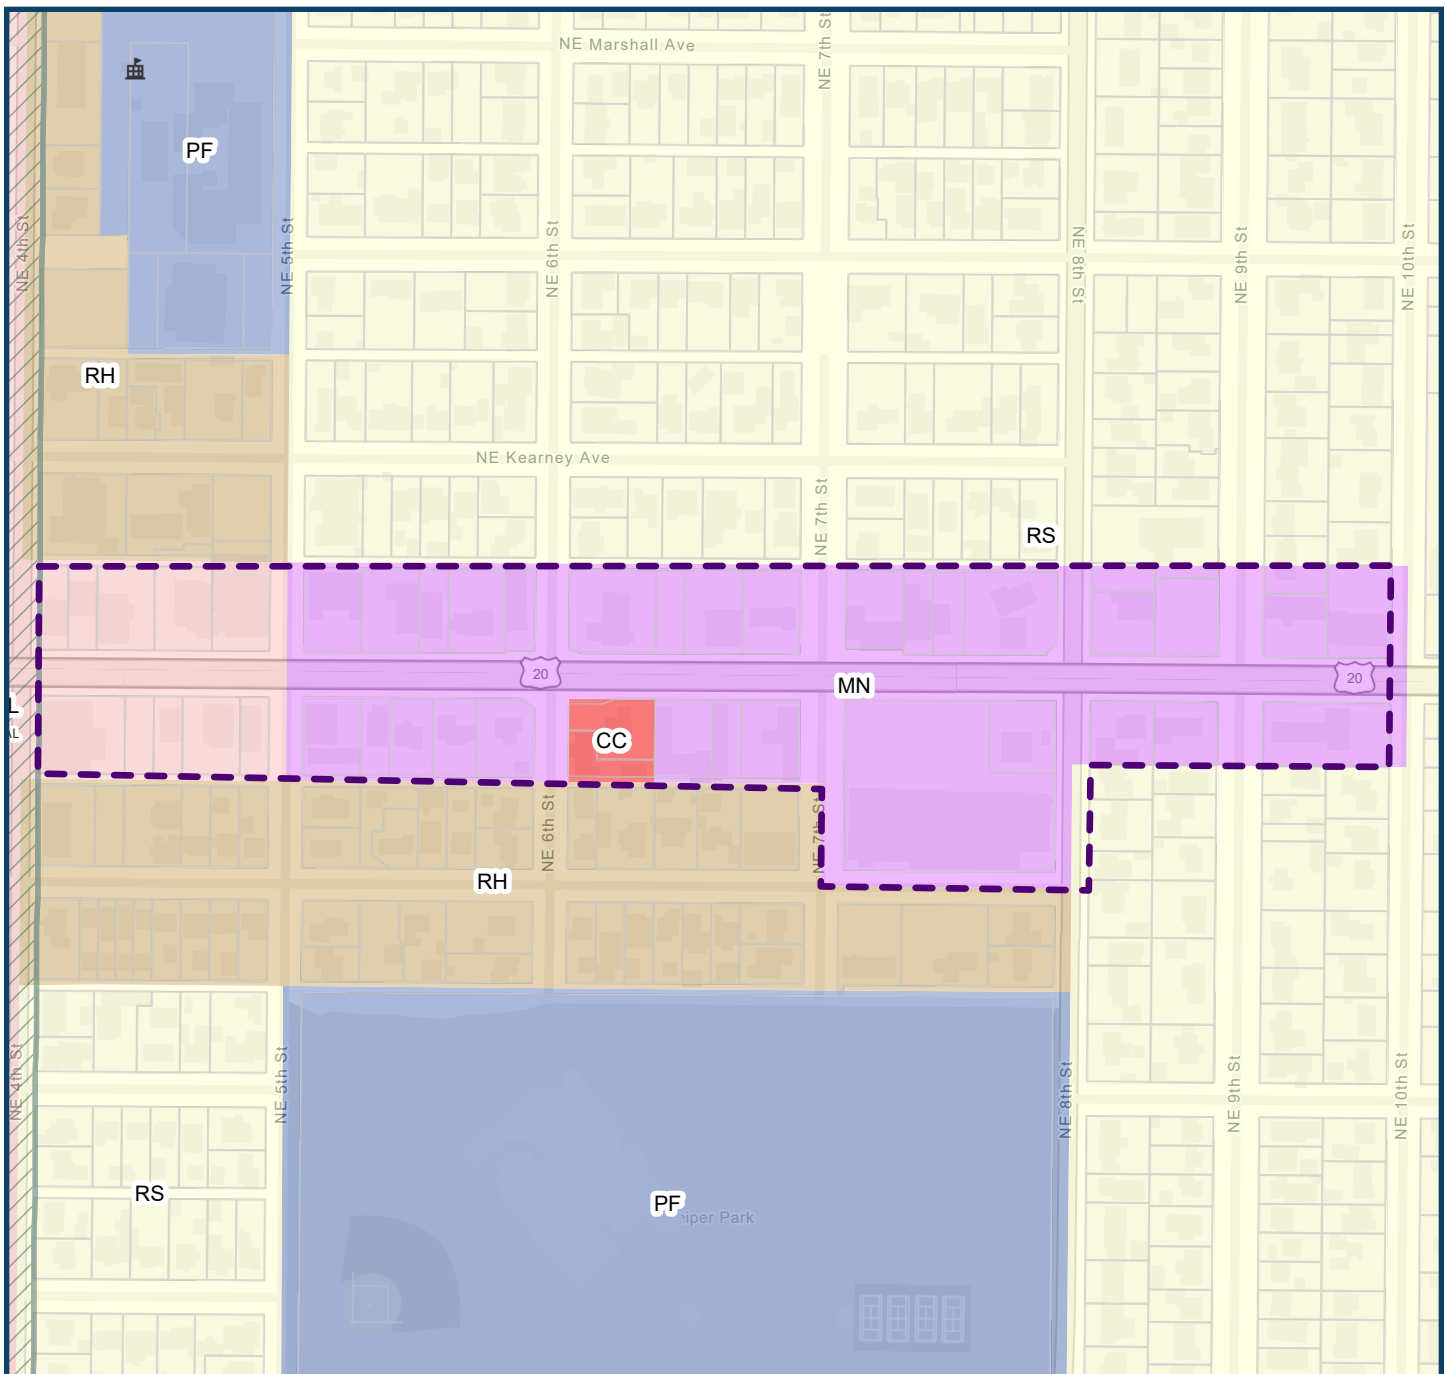 NE Marshall Ave
NE 7th St
PF
NE 4th St
NE 5th St
NE 6th St
NE 8th St
NE 9th St
NE 10th St
RH
NE Kearney Ave
NE 7th St
RS
20
MN
20
L
AL
CC
NE 6th St
NE 7th St
RH
NE 4th St
NE 5th St
NE 8th St
NE 9th St
NE 10th St
RS
PF
iper Park